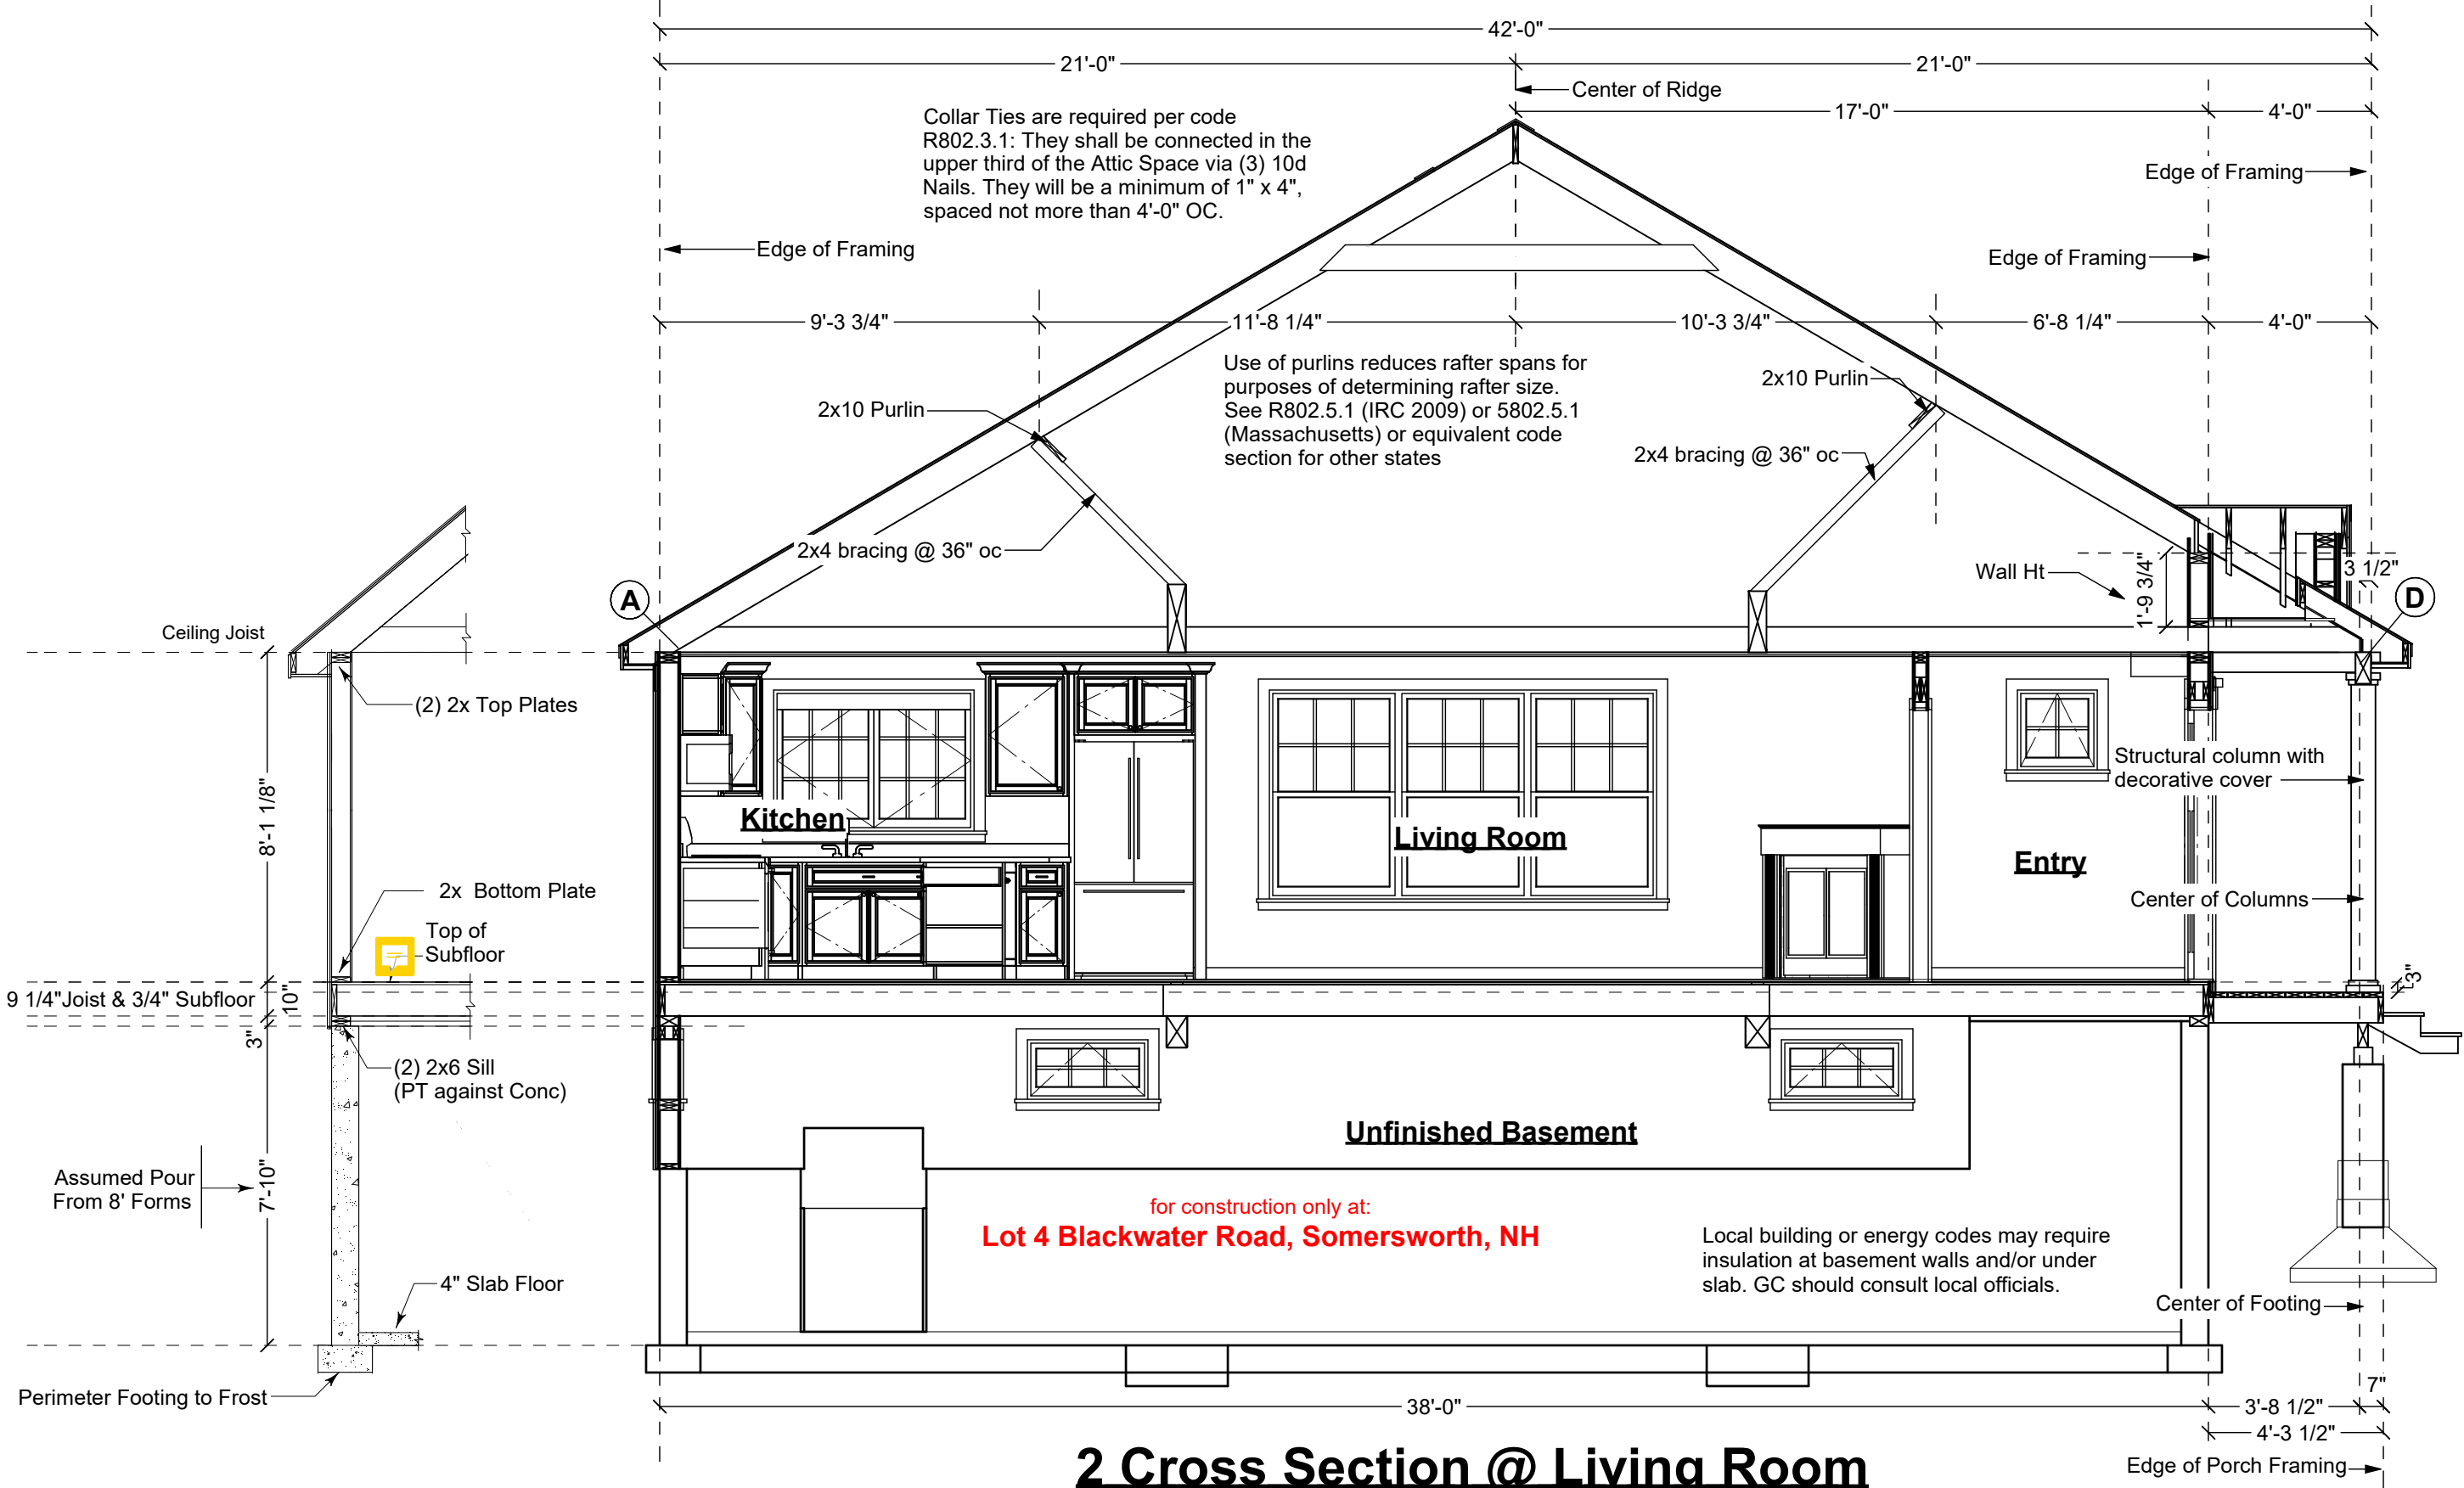 42'-0"
21'-0"
21'-0"
Center of Ridge
17'-0"
4'-0"
Collar Ties are required per code
R802.3.1: They shall be connected in the
upper third of the Attic Space via (3) 10d
Nails. They will be a minimum of 1" x 4",
spaced not more than 4'-0" OC.
Edge of Framing
Edge of Framing
Edge of Framing
9'-3 3/4"
11'-8 1/4"
10'-3 3/4"
6'-8 1/4"
4'-0"
Use of purlins reduces rafter spans for
purposes of determining rafter size.
See R802.5.1 (IRC 2009) or 5802.5.1
(Massachusetts) or equivalent code
section for other states
2x10 Purlin
2x10 Purlin
2x4 bracing @ 36" oc
2x4 bracing @ 36" oc
Wall Ht
1'-9 3/4"
3 1/2"
A
D
Ceiling Joist
(2) 2x Top Plates
8'-1 1/8"
Structural column with
decorative cover
Kitchen
Living Room
Entry
2x Bottom Plate
Center of Columns
Top of
Subfloor
9 1/4"Joist & 3/4" Subfloor
10"
3"
3"
(2) 2x6 Sill
(PT against Conc)
Unfinished Basement
Assumed Pour
From 8' Forms
7'-10"
for construction only at:
Lot 4 Blackwater Road, Somersworth, NH
Local building or energy codes may require
insulation at basement walls and/or under
slab. GC should consult local officials.
4" Slab Floor
Center of Footing
Perimeter Footing to Frost
7"
38'-0"
3'-8 1/2"
4'-3 1/2"
2 Cross Section @ Living Room
Edge of Porch Framing